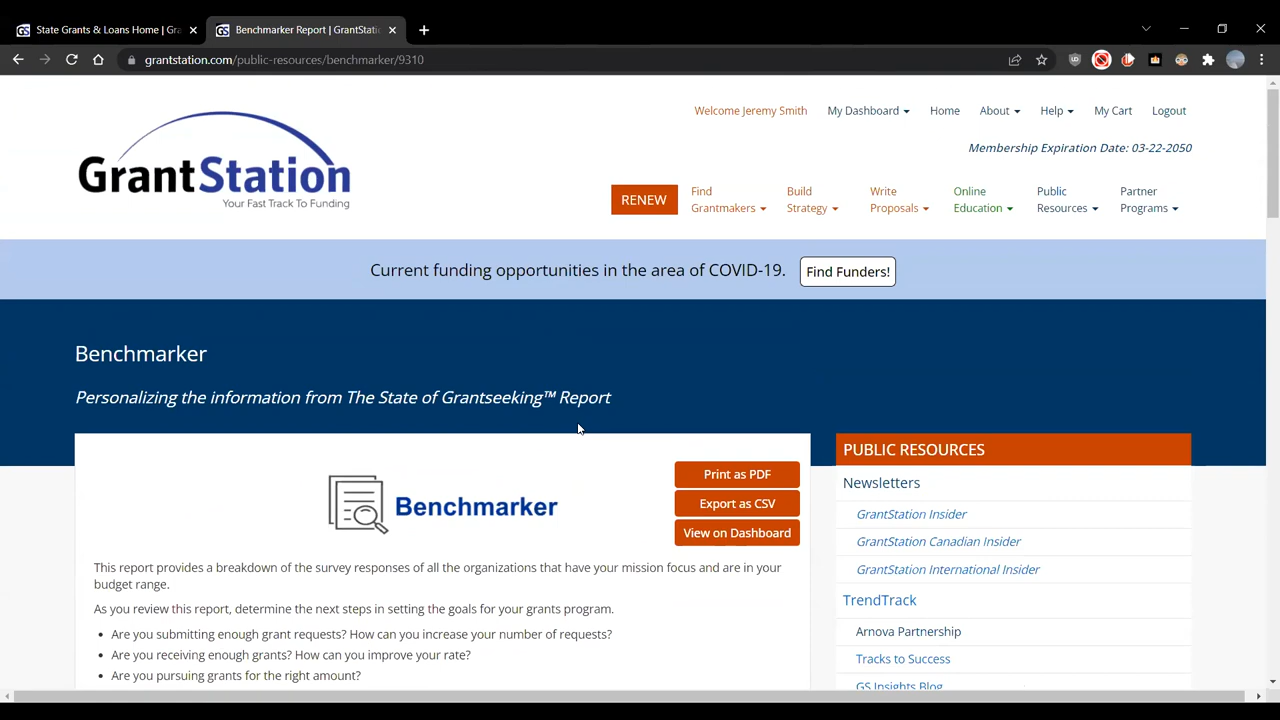 State Grants & Loans Home | Gra
Benchmarker Report | GrantStatio
grantstation.com/public-resources/benchmarker/9310
Welcome Jeremy Smith
My Dashboard
Home
About
Help
My Cart
Logout
Membership Expiration Date: 03-22-2050
GrantStation
Your Fast Track To Funding
RENEW
Find Grantmakers
Build Strategy
Write Proposals
Online Education
Public Resources
Partner Programs
Current funding opportunities in the area of COVID-19.
Find Funders!
Benchmarker
Personalizing the information from The State of Grantseeking™ Report
Benchmarker
Print as PDF
Export as CSV
View on Dashboard
This report provides a breakdown of the survey responses of all the organizations that have your mission focus and are in your
budget range.
As you review this report, determine the next steps in setting the goals for your grants program.
• Are you submitting enough grant requests? How can you increase your number of requests?
• Are you receiving enough grants? How can you improve your rate?
• Are you pursuing grants for the right amount?
PUBLIC RESOURCES
Newsletters
GrantStation Insider
GrantStation Canadian Insider
GrantStation International Insider
TrendTrack
Arnova Partnership
Tracks to Success
GS Insights Blog